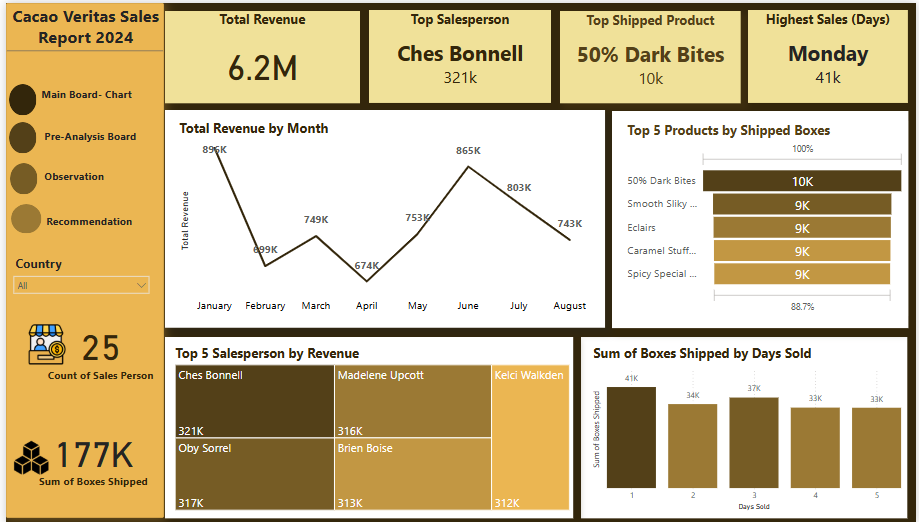 Cacao Veritas Sales
Report 2024
Main Board- Chart
Pre-Analysis Board
Observation
Recommendation
Country
All
25
Count of Sales Person
177K
Sum of Boxes Shipped
Total Revenue
6.2M
Top Salesperson
Ches Bonnell
321k
Top Shipped Product
50% Dark Bites
10k
Highest Sales (Days)
Monday
41k
Total Revenue by Month
Total Revenue
896K
699K
749K
674K
753K
865K
803K
743K
January
February
March
April
May
June
July
August
Top 5 Products by Shipped Boxes
100%
50% Dark Bites
10K
Smooth Sliky ...
9K
Eclairs
9K
Caramel Stuff...
9K
Spicy Special ...
9K
88.7%
Top 5 Salesperson by Revenue
Ches Bonnell
321K
Oby Sorrel
317K
Madelene Upcott
316K
Brien Boise
313K
Kelci Walkden
312K
Sum of Boxes Shipped by Days Sold
Sum of Boxes Shipped
41K
34K
37K
33K
33K
1
2
3
4
5
Days Sold